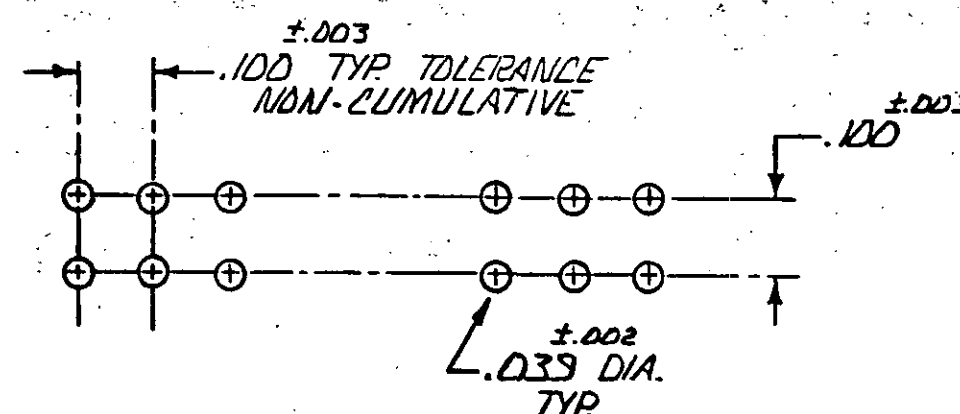 ±.003
.100 TYP. TOLERANCE
NON-CUMULATIVE
±.003
.100
±.002
.039 DIA.
TYP.